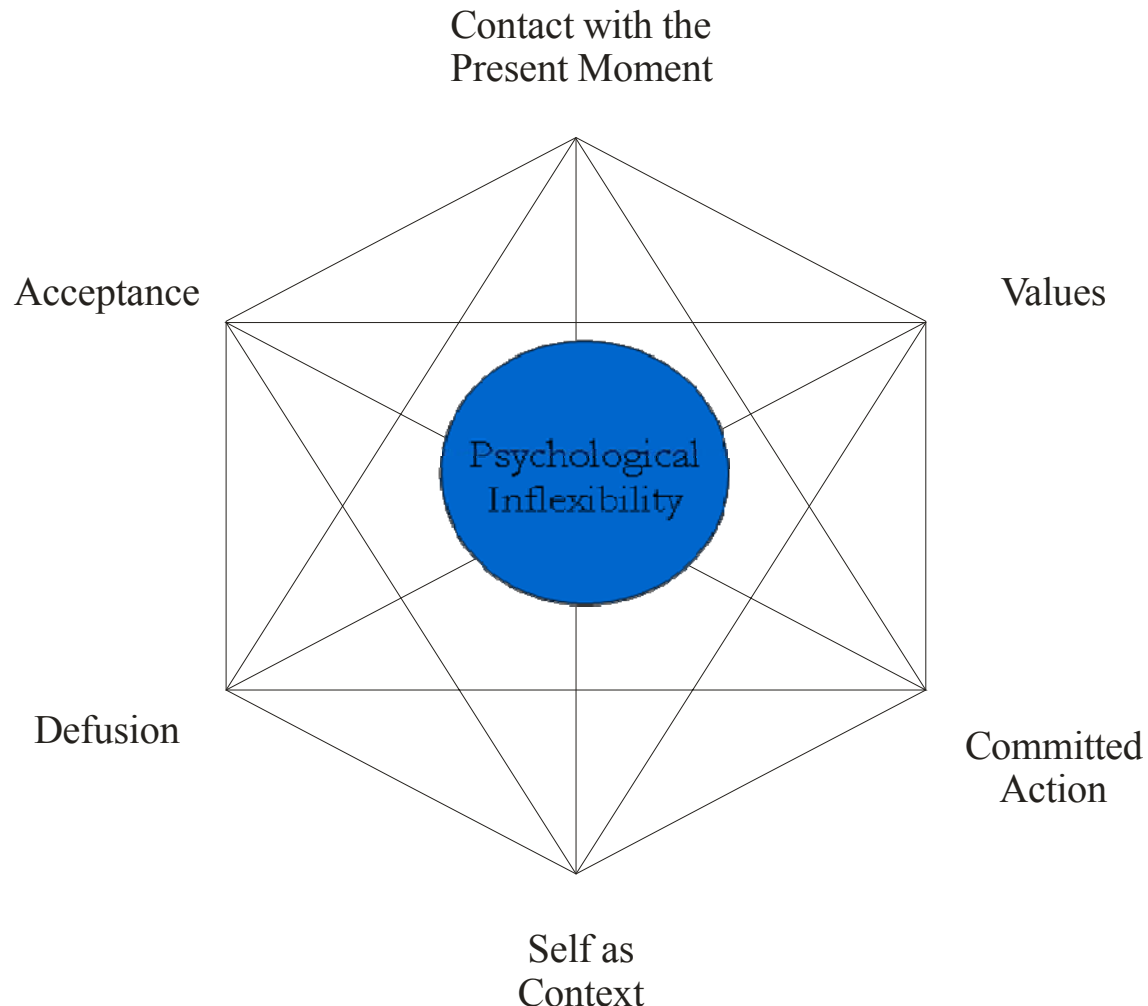 Contact with the
Present Moment
Acceptance
Values
Psychological
Inflexibility
Defusion
Committed
Action
Self as
Context